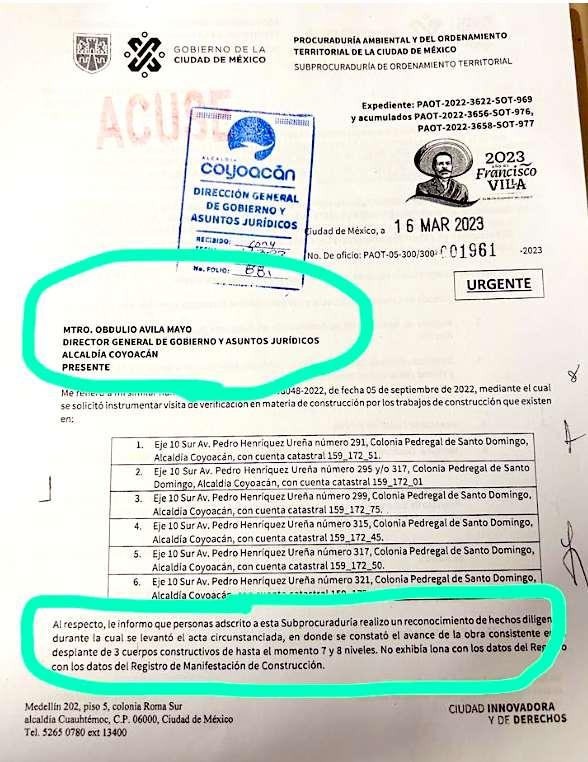 GOBIERNO DE LA
CIUDAD DE MÉXICO
PROCURADURÍA AMBIENTAL Y DEL ORDENAMIENTO
TERRITORIAL DE LA CIUDAD DE MÉXICO
SUBPROCURADURÍA DE ORDENAMIENTO TERRITORIAL
Expediente: PAOT-2022-3622-SOT-969
y acumulados PAOT-2022-3656-SOT-976,
PAOT-2022-3658-SOT-977
ACUSE
ALCALDÍA
coyoacán
DIRECCIÓN GENERAL
DE GOBIERNO Y
ASUNTOS JURÍDICOS
RECIBIDO:
No. FOLIO:
2023
Francisco
VILLA
Ciudad de México, a 16 MAR 2023
No. De oficio: PAOT-05-300/300- 001961 -2023
URGENTE
MTRO. OBDULIO AVILA MAYO
DIRECTOR GENERAL DE GOBIERNO Y ASUNTOS JURÍDICOS
ALCALDÍA COYOACÁN
PRESENTE
Me refiero a mi similar -2022, de fecha 05 de septiembre de 2022, mediante el cual
se solicitó instrumentar visita de verificación en materia de construcción por los trabajos de construcción que existen
en:
1. Eje 10 Sur Av. Pedro Henríquez Ureña número 291, Colonia Pedregal de Santo Domingo,
Alcaldía Coyoacán, con cuenta catastral 159_172_51.
2. Eje 10 Sur Av. Pedro Henríquez Ureña número 295 y/o 317, Colonia Pedregal de Santo
Domingo, Alcaldía Coyoacán, con cuenta catastral 159_172_01
3. Eje 10 Sur Av. Pedro Henríquez Ureña número 299, Colonia Pedregal de Santo Domingo,
Alcaldía Coyoacán, con cuenta catastral 159_172_75.
4. Eje 10 Sur Av. Pedro Henríquez Ureña número 315, Colonia Pedregal de Santo Domingo,
Alcaldía Coyoacán, con cuenta catastral 159_172_45.
5. Eje 10 Sur Av. Pedro Henríquez Ureña número 317, Colonia Pedregal de Santo Domingo,
Alcaldía Coyoacán, con cuenta catastral 159_172_50.
6. Eje 10 Sur Av. Pedro Henríquez Ureña número 321, Colonia Pedregal de Santo Domingo,
Alcaldía Coyoacán, con cuenta catastral
Al respecto, le informo que personas adscrito a esta Subprocuraduría realizo un reconocimiento de hechos diligen
durante la cual se levantó el acta circunstanciada, en donde se constató el avance de la obra consistente en
desplante de 3 cuerpos constructivos de hasta el momento 7 y 8 niveles. No exhibía lona con los datos del Registro
con los datos del Registro de Manifestación de Construcción.
Medellín 202, piso 5, colonia Roma Sur
alcaldía Cuauhtémoc, C.P. 06000, Ciudad de México
Tel. 5265 0780 ext 13400
CIUDAD INNOVADORA
Y DE DERECHOS